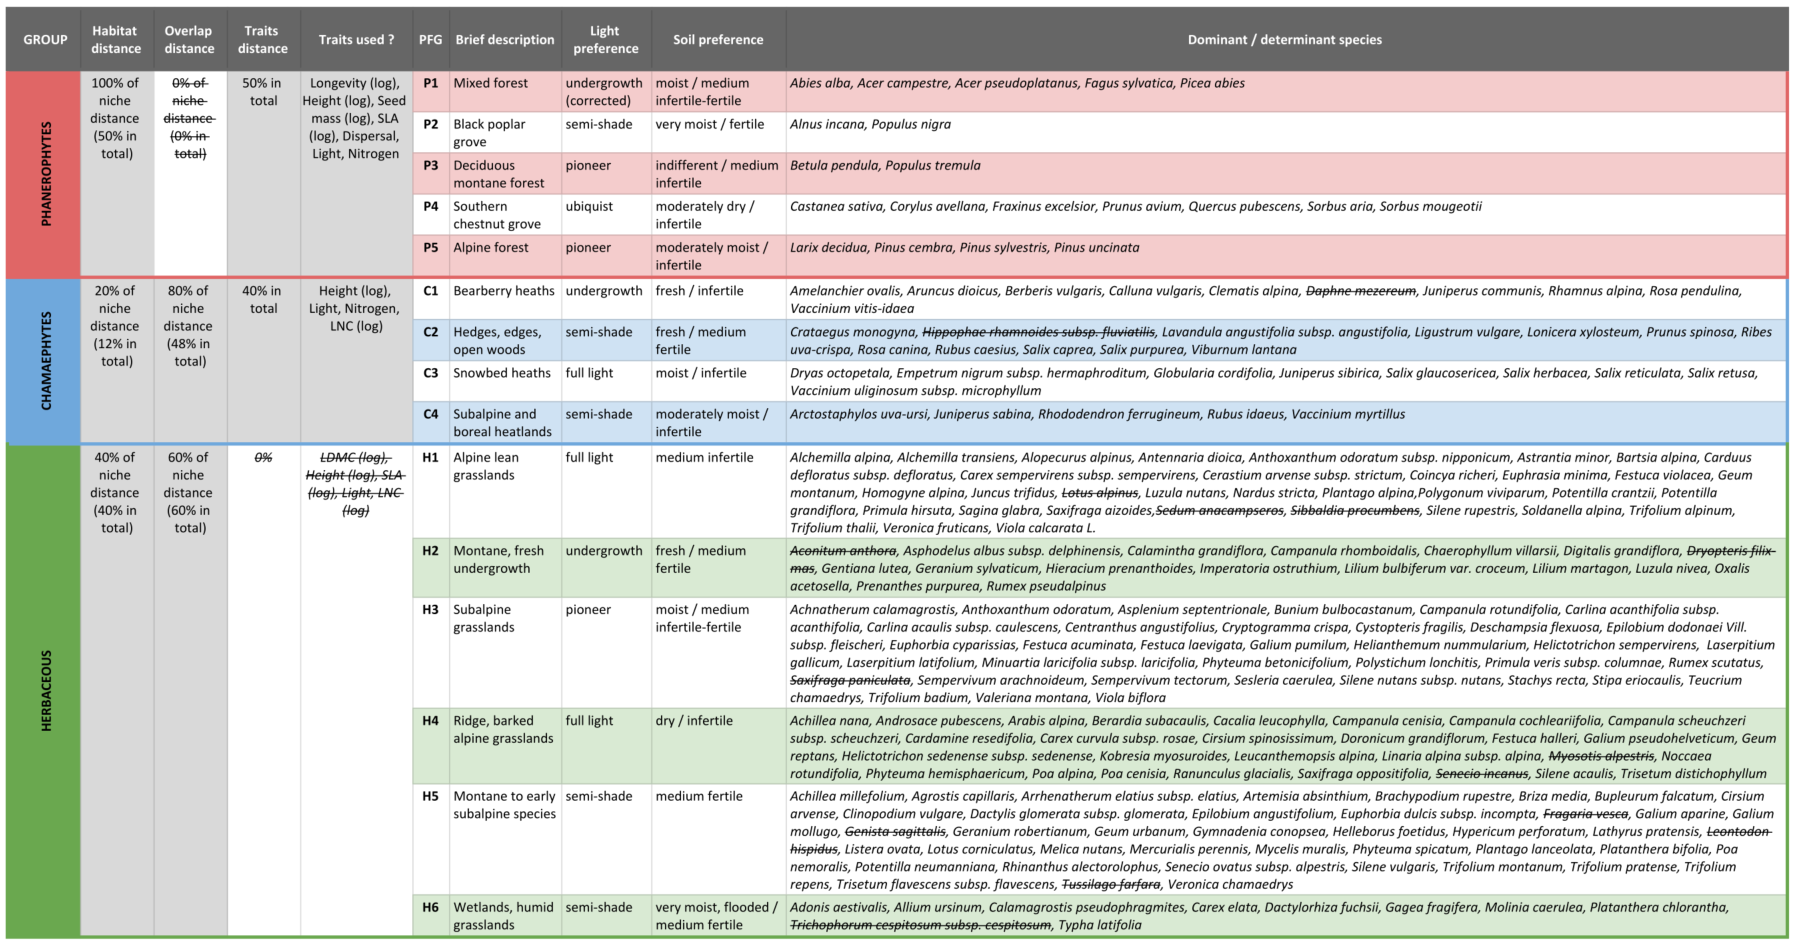 GROUP
Habitat
distance
Overlap
distance
Traits
distance
Traits used ?
PFG
Brief description
Light
preference
Soil preference
Dominant / determinant species
PHANEROPHYTES
100% of
niche
distance
(50% in
total)
0% of
niche
distance
(0% in
total)
50% in
total
Longevity (log),
Height (log), Seed
mass (log), SLA
(log), Dispersal,
Light, Nitrogen
P1
Mixed forest
undergrowth
(corrected)
moist / medium
infertile-fertile
Abies alba, Acer campestre, Acer pseudoplatanus, Fagus sylvatica, Picea abies
P2
Black poplar
grove
semi-shade
very moist / fertile
Alnus incana, Populus nigra
P3
Deciduous
montane forest
pioneer
indifferent / medium
infertile
Betula pendula, Populus tremula
P4
Southern
chestnut grove
ubiquist
moderately dry /
infertile
Castanea sativa, Corylus avellana, Fraxinus excelsior, Prunus avium, Quercus pubescens, Sorbus aria, Sorbus mougeotii
P5
Alpine forest
pioneer
moderately moist /
infertile
Larix decidua, Pinus cembra, Pinus sylvestris, Pinus uncinata
CHAMAEPHYTES
20% of
niche
distance
(12% in
total)
80% of
niche
distance
(48% in
total)
40% in
total
Height (log),
Light, Nitrogen,
LNC (log)
C1
Bearberry heaths
undergrowth
fresh / infertile
Amelanchier ovalis, Aruncus dioicus, Berberis vulgaris, Calluna vulgaris, Clematis alpina, Daphne mezereum, Juniperus communis, Rhamnus alpina, Rosa pendulina,
Vaccinium vitis-idaea
C2
Hedges, edges,
open woods
semi-shade
fresh / medium
fertile
Crataegus monogyna, Hippophae rhamnoides subsp. fluviatilis, Lavandula angustifolia subsp. angustifolia, Ligustrum vulgare, Lonicera xylosteum, Prunus spinosa, Ribes
uva-crispa, Rosa canina, Rubus caesius, Salix caprea, Salix purpurea, Viburnum lantana
C3
Snowbed heaths
full light
moist / infertile
Dryas octopetala, Empetrum nigrum subsp. hermaphroditum, Globularia cordifolia, Juniperus sibirica, Salix glaucosericea, Salix herbacea, Salix reticulata, Salix retusa,
Vaccinium uliginosum subsp. microphyllum
C4
Subalpine and
boreal heatlands
semi-shade
moderately moist /
infertile
Arctostaphylos uva-ursi, Juniperus sabina, Rhododendron ferrugineum, Rubus idaeus, Vaccinium myrtillus
HERBACEOUS
40% of
niche
distance
(40% in
total)
60% of
niche
distance
(60% in
total)
0%
LDMC (log),
Height (log), SLA
(log), Light, LNC
(log)
H1
Alpine lean
grasslands
full light
medium infertile
Alchemilla alpina, Alchemilla transiens, Alopecurus alpinus, Antennaria dioica, Anthoxanthum odoratum subsp. nipponicum, Astrantia minor, Bartsia alpina, Carduus
defloratus subsp. defloratus, Carex sempervirens subsp. sempervirens, Cerastium arvense subsp. strictum, Coincya richeri, Euphrasia minima, Festuca violacea, Geum
montanum, Homogyne alpina, Juncus trifidus, Lotus alpinus, Luzula nutans, Nardus stricta, Plantago alpina,Polygonum viviparum, Potentilla crantzii, Potentilla
grandiflora, Primula hirsuta, Sagina glabra, Saxifraga aizoides,Sedum anacampseros, Sibbaldia procumbens, Silene rupestris, Soldanella alpina, Trifolium alpinum,
Trifolium thalii, Veronica fruticans, Viola calcarata L.
H2
Montane, fresh
undergrowth
undergrowth
fresh / medium
fertile
Aconitum anthora, Asphodelus albus subsp. delphinensis, Calamintha grandiflora, Campanula rhomboidalis, Chaerophyllum villarsii, Digitalis grandiflora, Dryopteris filix-
mas, Gentiana lutea, Geranium sylvaticum, Hieracium prenanthoides, Imperatoria ostruthium, Lilium bulbiferum var. croceum, Lilium martagon, Luzula nivea, Oxalis
acetosella, Prenanthes purpurea, Rumex pseudalpinus
H3
Subalpine
grasslands
pioneer
moist / medium
infertile-fertile
Achnatherum calamagrostis, Anthoxanthum odoratum, Asplenium septentrionale, Bunium bulbocastanum, Campanula rotundifolia, Carlina acanthifolia subsp.
acanthifolia, Carlina acaulis subsp. caulescens, Centranthus angustifolius, Cryptogramma crispa, Cystopteris fragilis, Deschampsia flexuosa, Epilobium dodonaei Vill.
subsp. fleischeri, Euphorbia cyparissias, Festuca acuminata, Festuca laevigata, Galium pumilum, Helianthemum nummularium, Helictotrichon sempervirens, Laserpitium
gallicum, Laserpitium latifolium, Minuartia laricifolia subsp. laricifolia, Phyteuma betonicifolium, Polystichum lonchitis, Primula veris subsp. columnae, Rumex scutatus,
Saxifraga paniculata, Sempervivum arachnoideum, Sempervivum tectorum, Sesleria caerulea, Silene nutans subsp. nutans, Stachys recta, Stipa eriocaulis, Teucrium
chamaedrys, Trifolium badium, Valeriana montana, Viola biflora
H4
Ridge, barked
alpine grasslands
full light
dry / infertile
Achillea nana, Androsace pubescens, Arabis alpina, Berardia subacaulis, Cacalia leucophylla, Campanula cenisia, Campanula cochleariifolia, Campanula scheuchzeri
subsp. scheuchzeri, Cardamine resedifolia, Carex curvula subsp. rosae, Cirsium spinosissimum, Doronicum grandiflorum, Festuca halleri, Galium pseudohelveticum, Geum
reptans, Helictotrichon sedenense subsp. sedenense, Kobresia myosuroides, Leucanthemopsis alpina, Linaria alpina subsp. alpina, Myosotis alpestris, Noccaea
rotundifolia, Phyteuma hemisphaericum, Poa alpina, Poa cenisia, Ranunculus glacialis, Saxifraga oppositifolia, Senecio incanus, Silene acaulis, Trisetum distichophyllum
H5
Montane to early
subalpine species
semi-shade
medium fertile
Achillea millefolium, Agrostis capillaris, Arrhenatherum elatius subsp. elatius, Artemisia absinthium, Brachypodium rupestre, Briza media, Bupleurum falcatum, Cirsium
arvense, Clinopodium vulgare, Dactylis glomerata subsp. glomerata, Epilobium angustifolium, Euphorbia dulcis subsp. incompta, Fragaria vesca, Galium aparine, Galium
mollugo, Genista sagittalis, Geranium robertianum, Geum urbanum, Gymnadenia conopsea, Helleborus foetidus, Hypericum perforatum, Lathyrus pratensis, Leontodon
hispidus, Listera ovata, Lotus corniculatus, Melica nutans, Mercurialis perennis, Mycelis muralis, Phyteuma spicatum, Plantago lanceolata, Platanthera bifolia, Poa
nemoralis, Potentilla neumanniana, Rhinanthus alectorolophus, Senecio ovatus subsp. alpestris, Silene vulgaris, Trifolium montanum, Trifolium pratense, Trifolium
repens, Trisetum flavescens subsp. flavescens, Tussilago farfara, Veronica chamaedrys
H6
Wetlands, humid
grasslands
semi-shade
very moist, flooded /
medium fertile
Adonis aestivalis, Allium ursinum, Calamagrostis pseudophragmites, Carex elata, Dactylorhiza fuchsii, Gagea fragifera, Molinia caerulea, Platanthera chlorantha,
Trichophorum cespitosum subsp. cespitosum, Typha latifolia